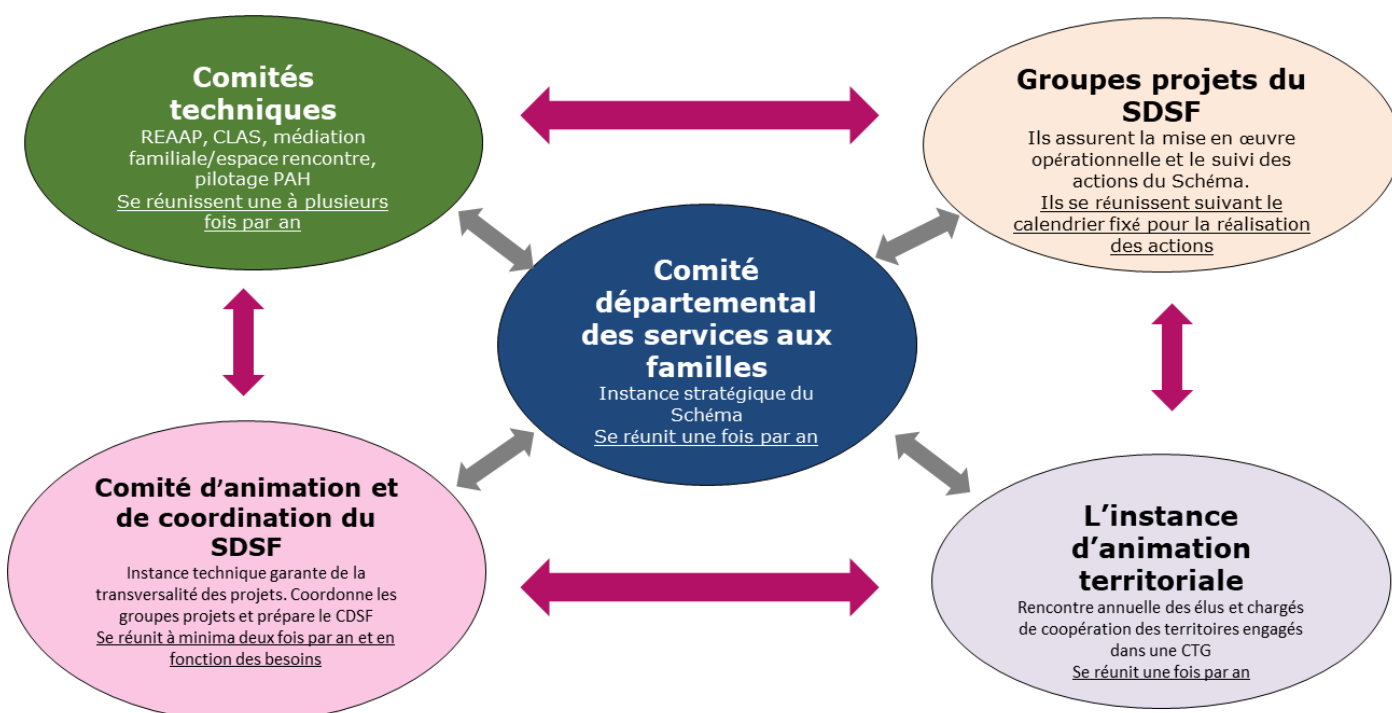 Comités
techniques
REAAP, CLAS, médiation
familiale/espace rencontre,
pilotage PAH
Se réunissent une à plusieurs
fois par an
Groupes projets du
SDSF
Ils assurent la mise en œuvre
opérationnelle et le suivi des
actions du Schéma.
Ils se réunissent suivant le
calendrier fixé pour la réalisation
des actions
Comité
départemental
des services aux
familles
Instance stratégique du
Schéma
Se réunit une fois par an
Comité d'animation et
de coordination du
SDSF
Instance technique garante de la
transversalité des projets. Coordonne les
groupes projets et prépare le CDSF
Se réunit à minima deux fois par an et en
fonction des besoins
L’instance
d’animation
territoriale
Rencontre annuelle des élus et chargés
de coopération des territoires engagés
dans une CTG
Se réunit une fois par an